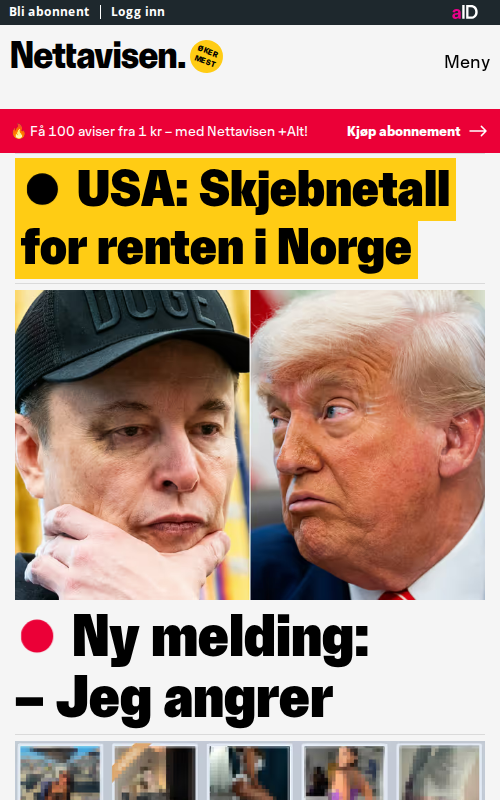 Bli abonnent | Logg inn
aID
Nettavisen.
ØKER
MEST
Meny
🔥 Få 100 aviser fra 1 kr – med Nettavisen +Alt!
Kjøp abonnement →
● USA: Skjebnetall
for renten i Norge
DOGE
Ny melding:
– Jeg angrer